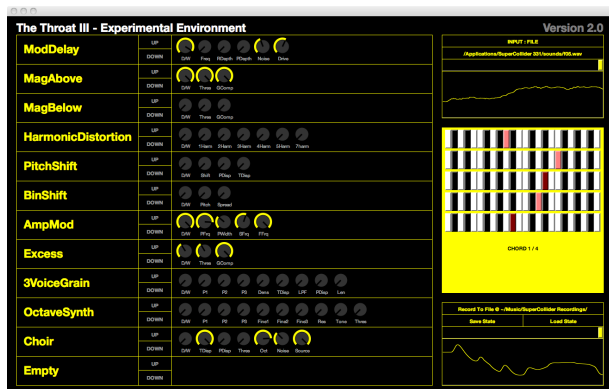 The Throat III - Experimental Environment
Version 2.0
ModDelay
UP
DOWN
D/W Freq RDepth PDepth Noise Drive
MagAbove
UP
DOWN
D/W Thres GComp
MagBelow
UP
DOWN
D/W Thres GComp
HarmonicDistortion
UP
DOWN
D/W 1Harm 2Harm 3Harm 4Harm 5Harm 7harm
PitchShift
UP
DOWN
D/W Shift PDisp TDisp
BinShift
UP
DOWN
D/W Pitch Spread
AmpMod
UP
DOWN
D/W PFrq PWidth SFrq FFrq
Excess
UP
DOWN
D/W Thres GComp
3VoiceGrain
UP
DOWN
D/W P1 P2 P3 Dens TDisp LPF PDisp Len
OctaveSynth
UP
DOWN
D/W P1 P2 P3 Fine1 Fine2 Fine3 Res Tone Thres
Choir
UP
DOWN
D/W TDisp PDisp Thres Oct Noise Source
Empty
UP
DOWN
INPUT : FILE
/Applications/SuperCollider 331/sounds/f05.wav
CHORD 1 / 4
Record To File @ ~/Music/SuperCollider Recordings/
Save State
Load State